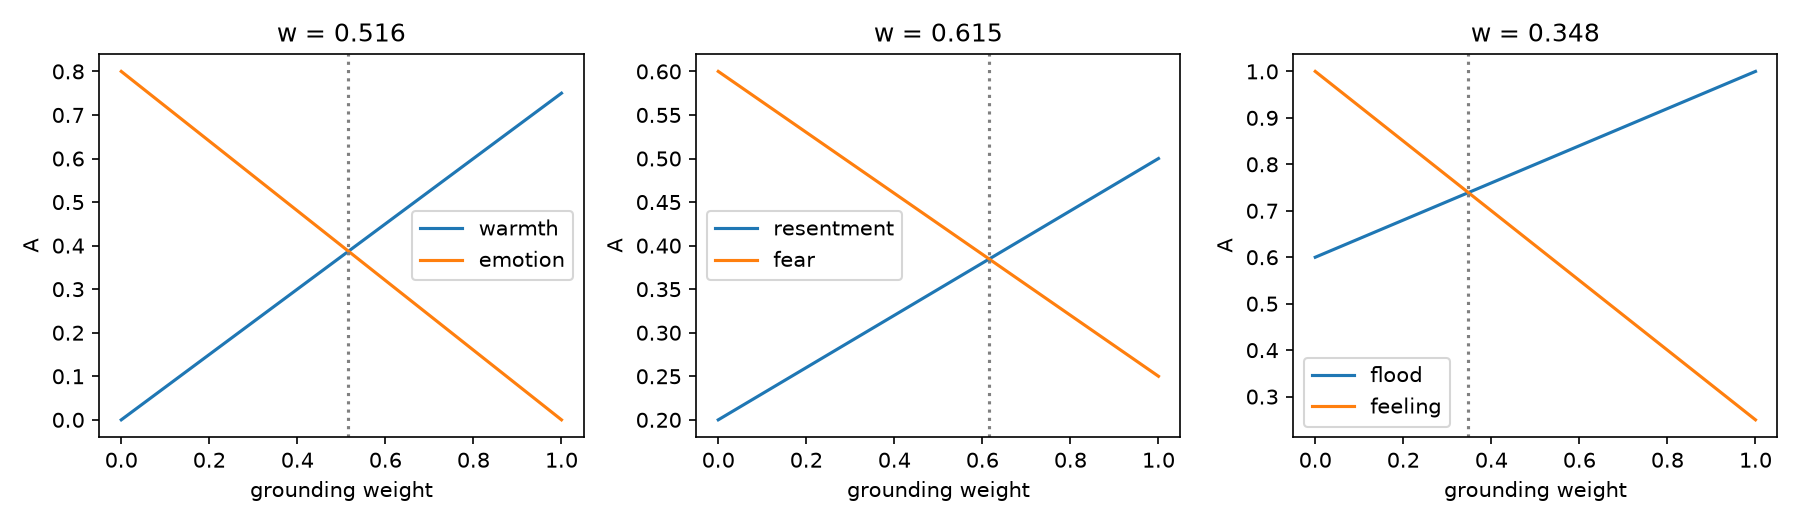 w = 0.516
0.8
0.7
0.6
0.5
0.4
0.3
0.2
0.1
0.0
A
warmth
emotion
0.0 0.2 0.4 0.6 0.8 1.0
grounding weight
w = 0.615
0.60
0.55
0.50
0.45
0.40
0.35
0.30
0.25
0.20
A
resentment
fear
0.0 0.2 0.4 0.6 0.8 1.0
grounding weight
w = 0.348
1.0
0.9
0.8
0.7
0.6
0.5
0.4
0.3
A
flood
feeling
0.0 0.2 0.4 0.6 0.8 1.0
grounding weight